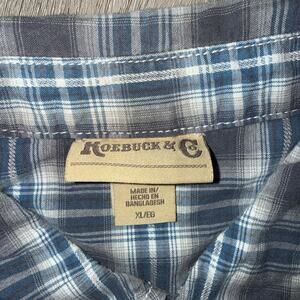 ROEBUCK & Co
MADE IN/
HECHO EN
BANGLADESH
XL/EG